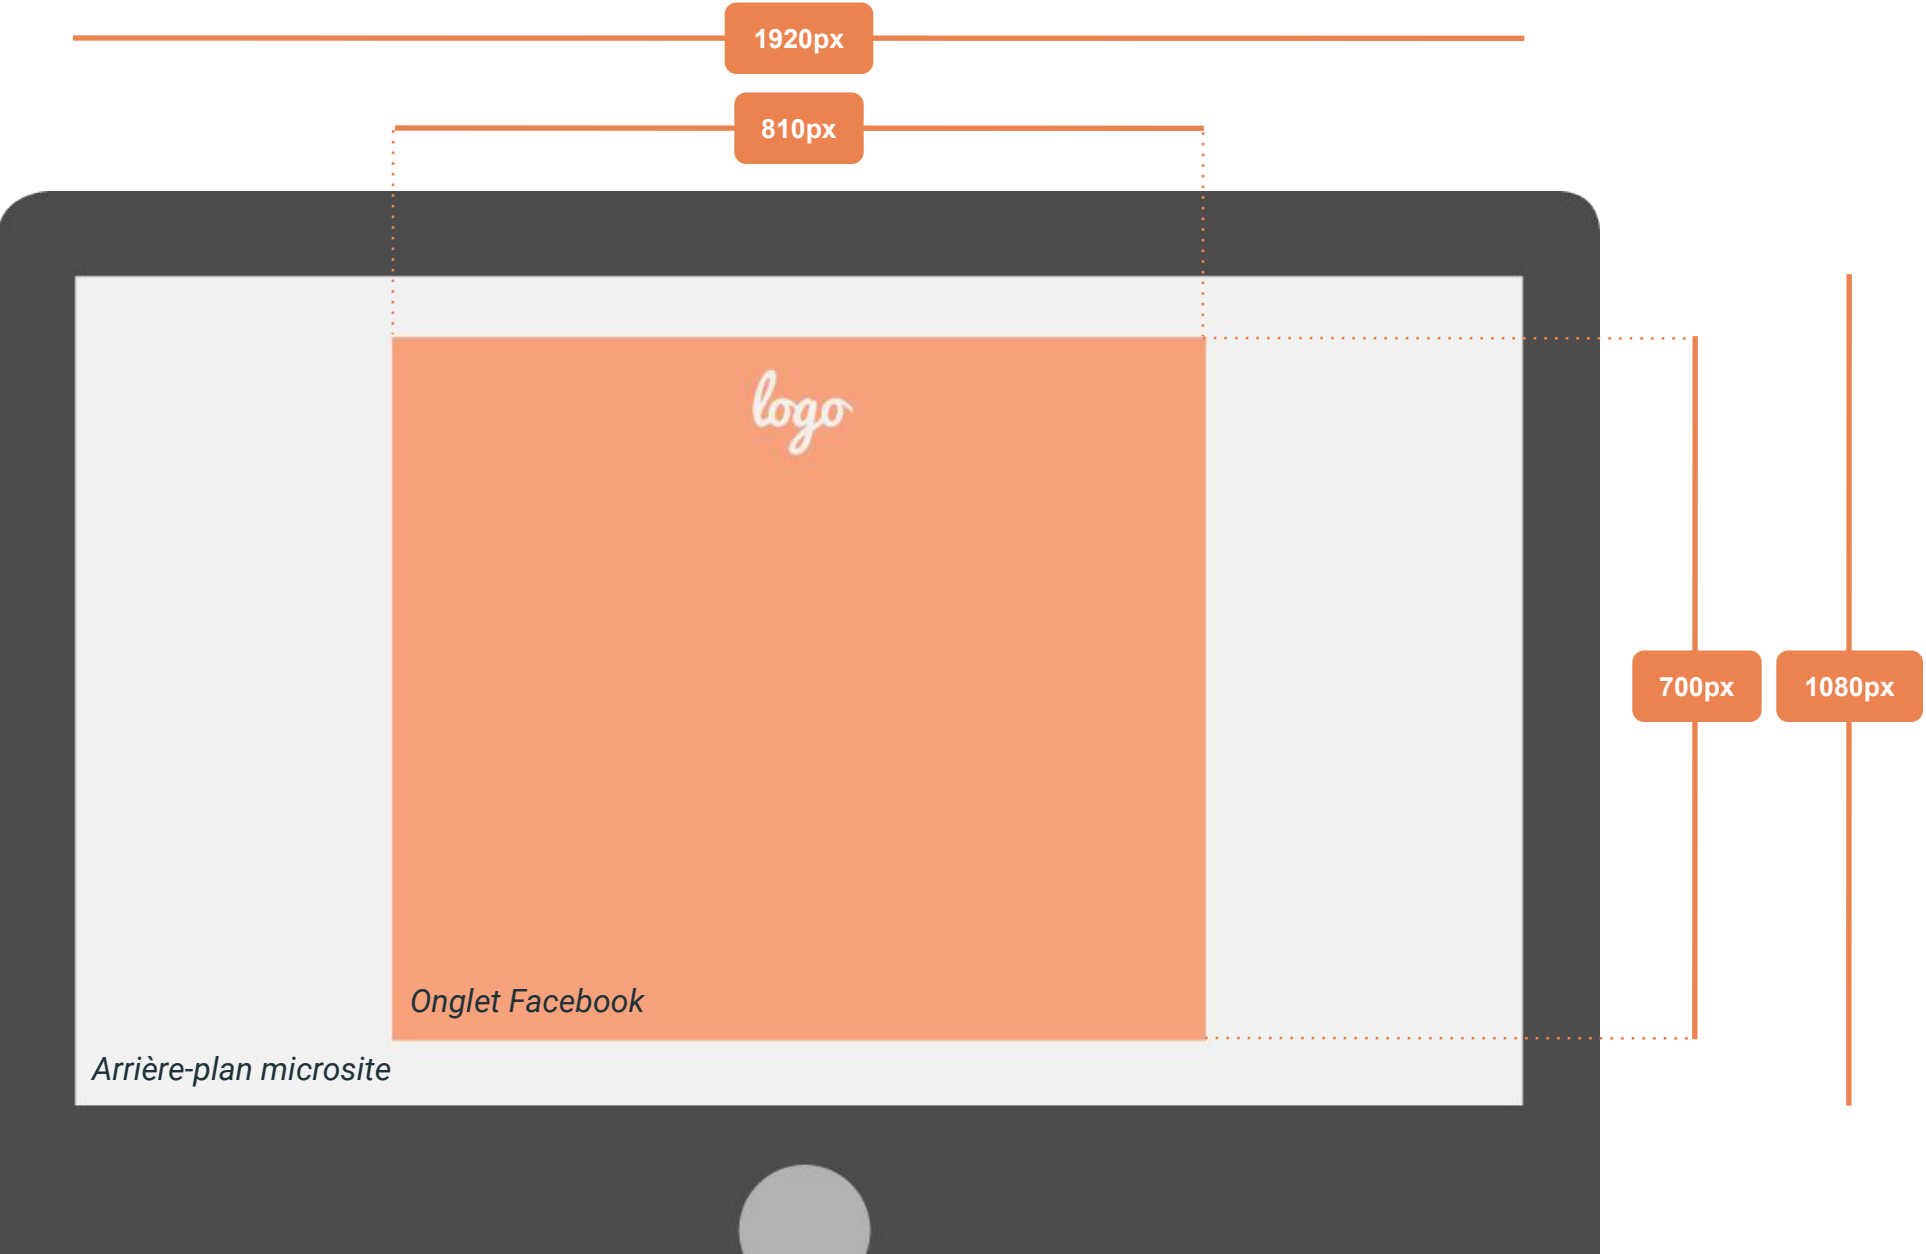 1920px
810px
logo
700px
1080px
Onglet Facebook
Arrière-plan microsite